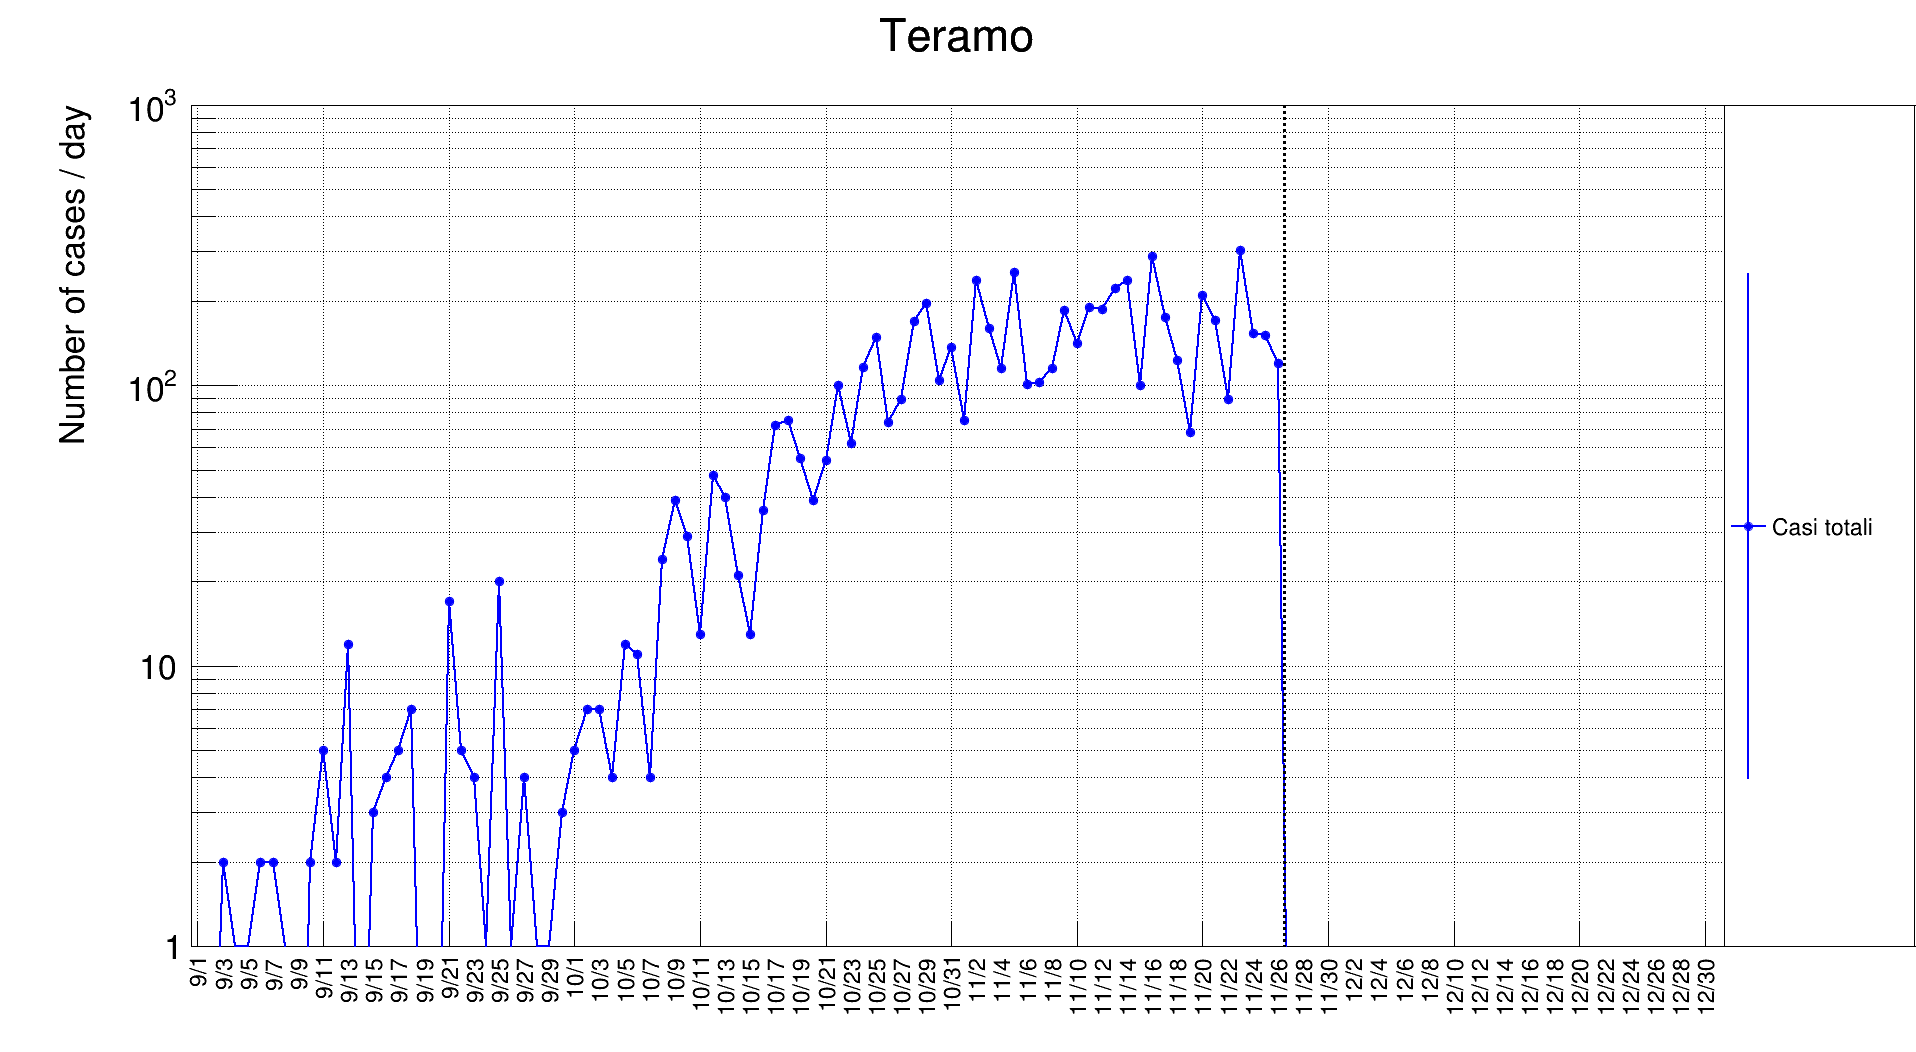 Teramo
Number of cases / day
10³
10²
10
1
9/1 9/3 9/5 9/7 9/9 9/11 9/13 9/15 9/17 9/19 9/21 9/23 9/25 9/27 9/29 10/1 10/3 10/5 10/7 10/9 10/11 10/13 10/15 10/17 10/19 10/21 10/23 10/25 10/27 10/29 10/31 11/2 11/4 11/6 11/8 11/10 11/12 11/14 11/16 11/18 11/20 11/22 11/24 11/26 11/28 11/30 12/2 12/4 12/6 12/8 12/10 12/12 12/14 12/16 12/18 12/20 12/22 12/24 12/26 12/28 12/30
Casi totali